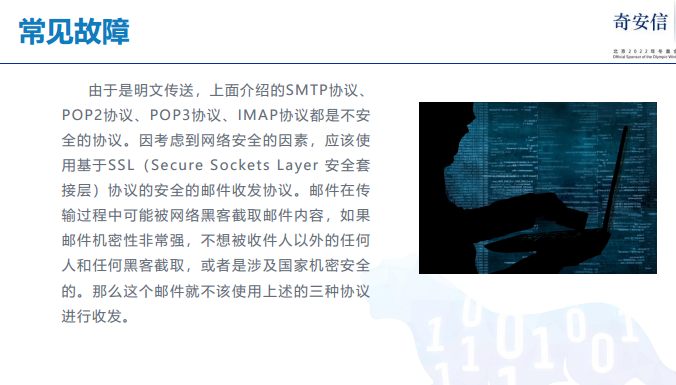 常见故障
奇安信
北京2022年冬奥会
Official Sponsor of the Olympic Wint
由于是明文传送，上面介绍的SMTP协议、
POP2协议、POP3协议、IMAP协议都是不安
全的协议。因考虑到网络安全的因素，应该使
用基于SSL（Secure Sockets Layer 安全套
接层）协议的安全的邮件收发协议。邮件在传
输过程中可能被网络黑客截取邮件内容，如果
邮件机密性非常强，不想被收件人以外的任何
人和任何黑客截取，或者是涉及国家机密安全
的。那么这个邮件就不该使用上述的三种协议
进行收发。